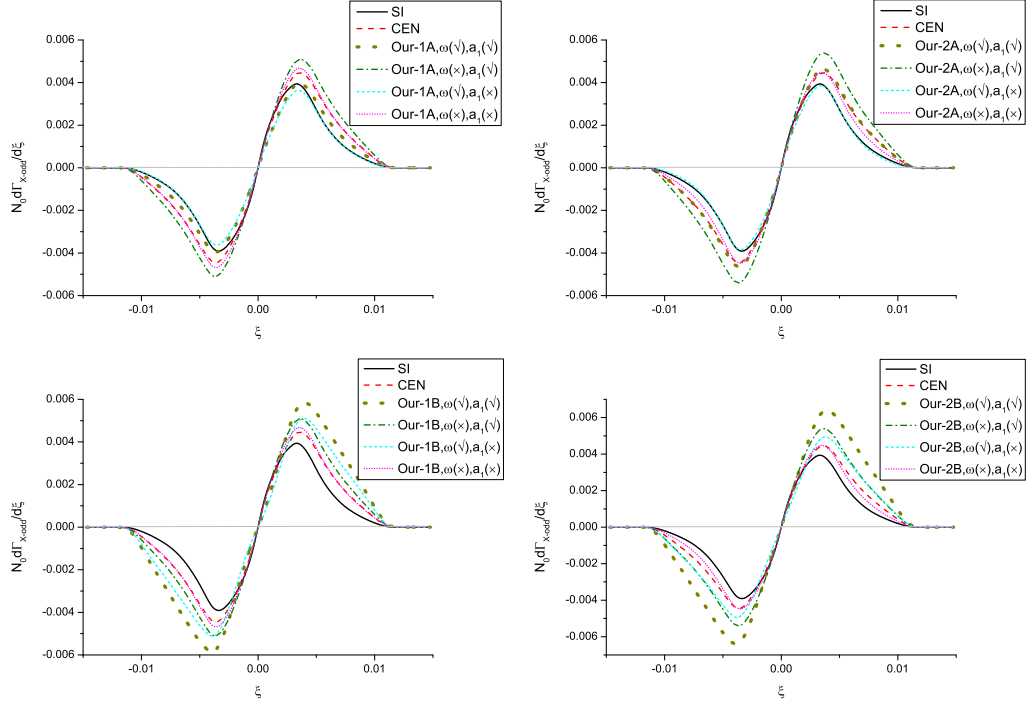 SI
CEN
Our-1A,ω(√),a₁(√)
Our-1A,ω(×),a₁(√)
Our-1A,ω(√),a₁(×)
Our-1A,ω(×),a₁(×)
0.006
0.004
0.002
0.000
-0.002
-0.004
-0.006
N₀dΓ_X-odd/dξ
-0.01
0.00
0.01
ξ
SI
CEN
Our-2A,ω(√),a₁(√)
Our-2A,ω(×),a₁(√)
Our-2A,ω(√),a₁(×)
Our-2A,ω(×),a₁(×)
0.006
0.004
0.002
0.000
-0.002
-0.004
-0.006
N₀dΓ_X-odd/dξ
-0.01
0.00
0.01
ξ
SI
CEN
Our-1B,ω(√),a₁(√)
Our-1B,ω(×),a₁(√)
Our-1B,ω(√),a₁(×)
Our-1B,ω(×),a₁(×)
0.006
0.004
0.002
0.000
-0.002
-0.004
-0.006
N₀dΓ_X-odd/dξ
-0.01
0.00
0.01
ξ
SI
CEN
Our-2B,ω(√),a₁(√)
Our-2B,ω(×),a₁(√)
Our-2B,ω(√),a₁(×)
Our-2B,ω(×),a₁(×)
0.006
0.004
0.002
0.000
-0.002
-0.004
-0.006
N₀dΓ_X-odd/dξ
-0.01
0.00
0.01
ξ